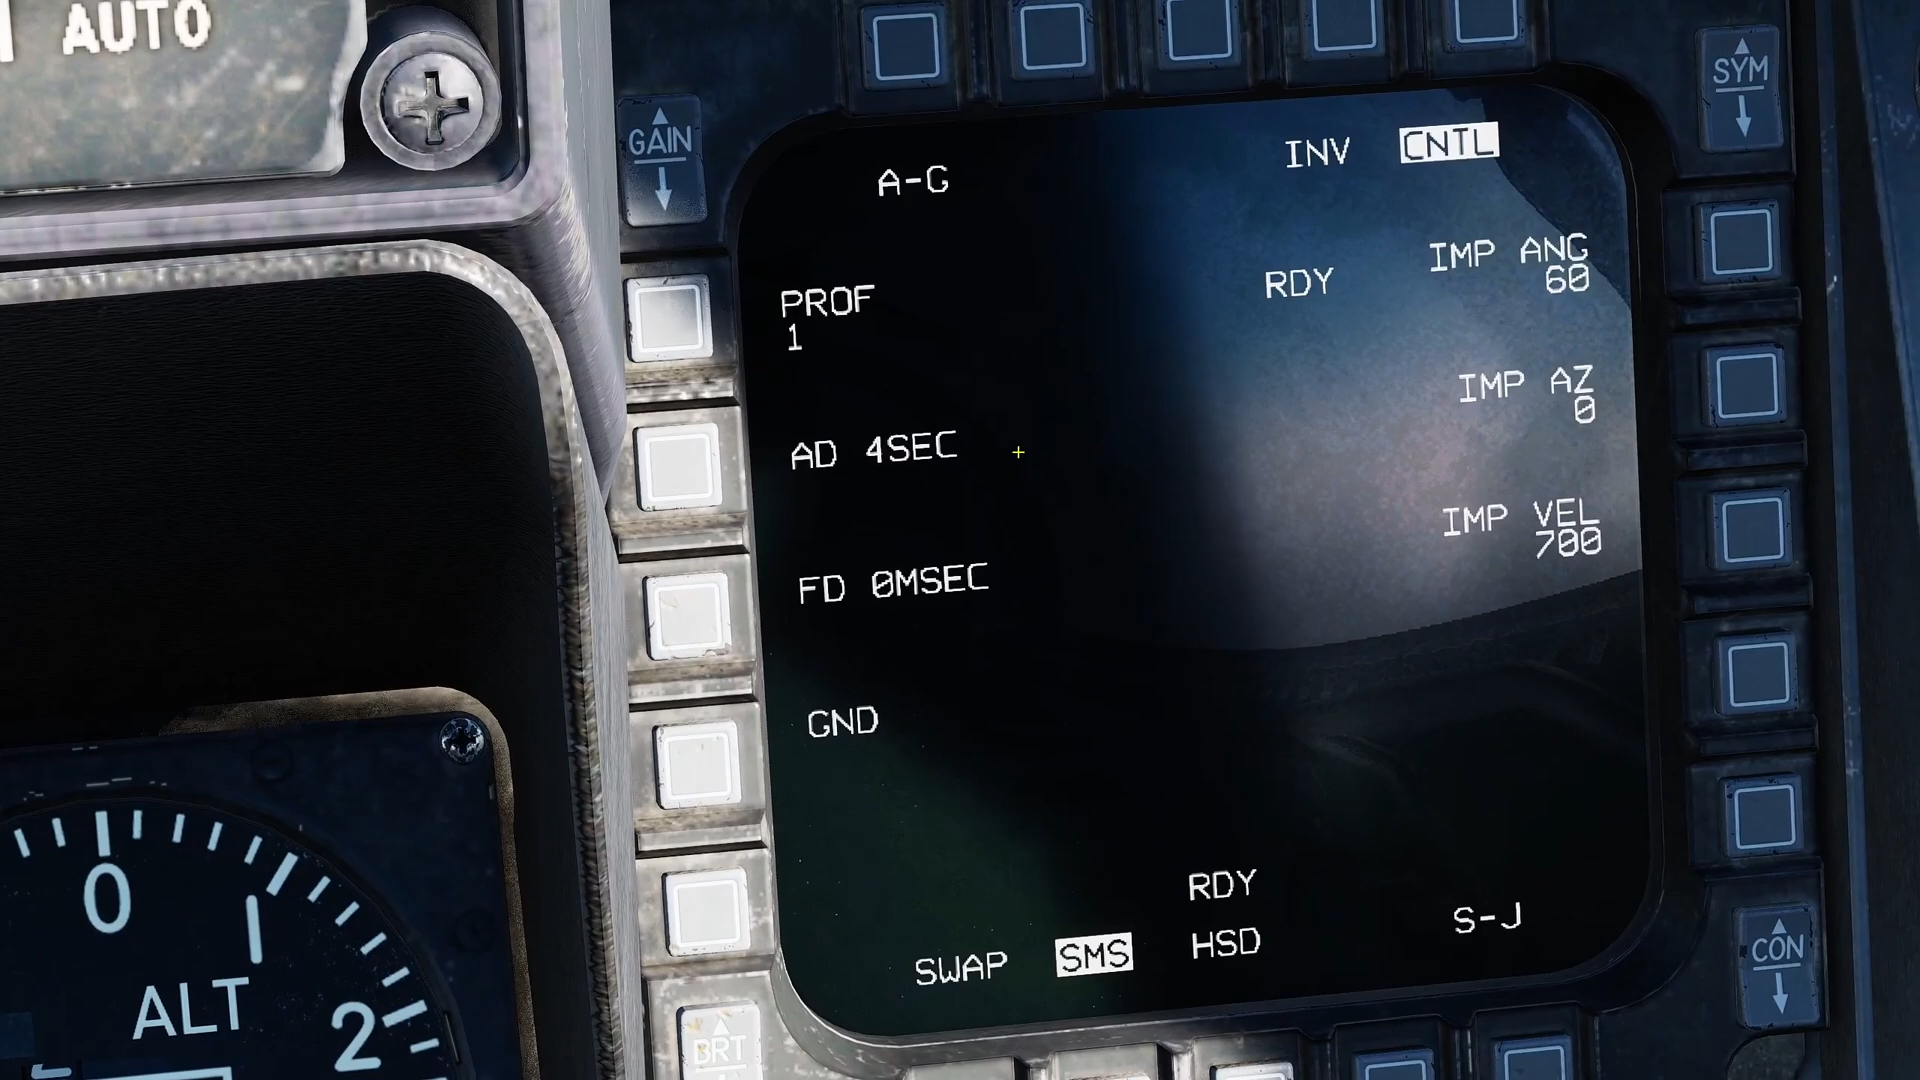 AUTO
GAIN
SYM
A-G
INV
CNTL
PROF
1
RDY
IMP ANG
60
IMP AZ
0
AD 4SEC
IMP VEL
700
FD 0MSEC
GND
RDY
SWAP
SMS
HSD
S-J
CON
BRT
0
ALT
2